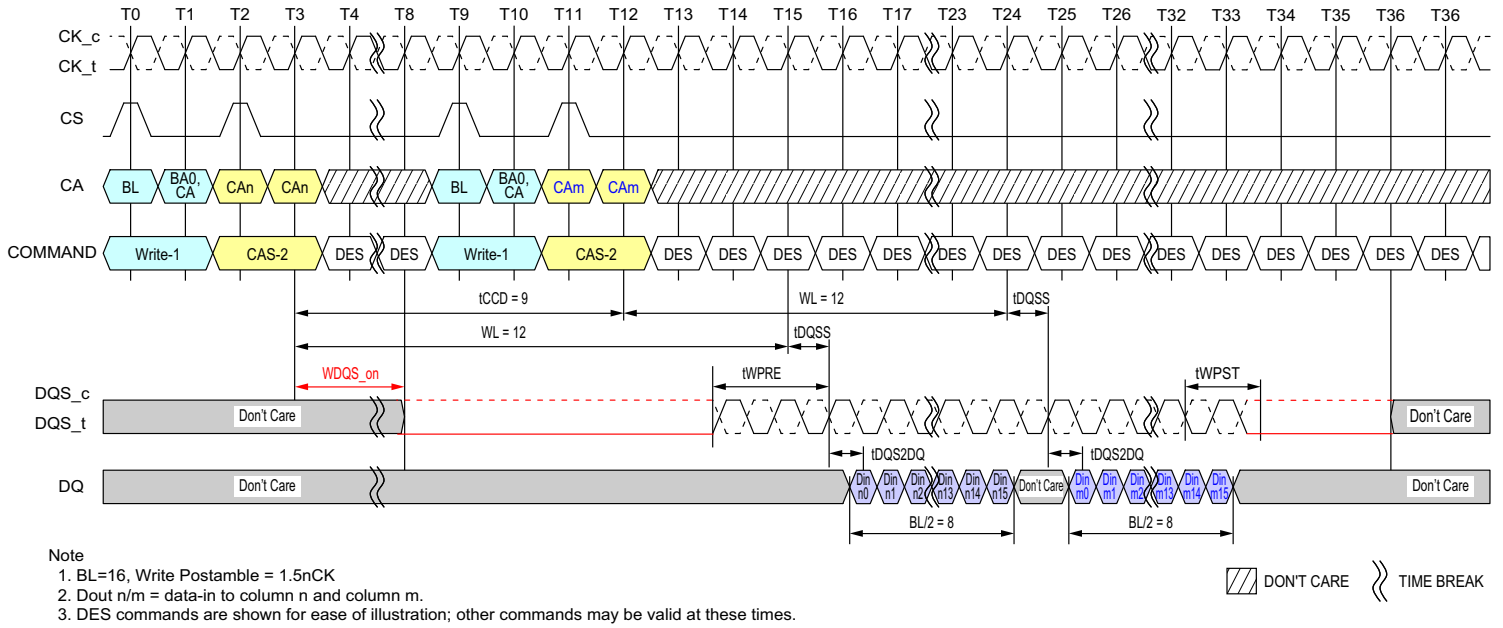 T0 T1 T2 T3 T4 T8 T9 T10 T11 T12 T13 T14 T15 T16 T17 T23 T24 T25 T26 T32 T33 T34 T35 T36 T36
CK_c
CK_t
CS
CA BL BA0, CA CAn CAn BL BA0, CA CAm CAm
COMMAND Write-1 CAS-2 DES DES Write-1 CAS-2 DES DES DES DES DES DES DES DES DES DES DES DES DES DES DES
tCCD = 9 WL = 12 tDQSS
WL = 12 tDQSS
WDQS_on tWPRE tWPST
DQS_c
DQS_t Don't Care Don't Care
tDQS2DQ tDQS2DQ
DQ Don't Care Din n0 Din n1 Din n2 Din n13 Din n14 Din n15 Don't Care Din m0 Din m1 Din m2 Din m13 Din m14 Din m15 Don't Care
BL/2 = 8 BL/2 = 8
Note
1. BL=16, Write Postamble = 1.5nCK
2. Dout n/m = data-in to column n and column m.
3. DES commands are shown for ease of illustration; other commands may be valid at these times.
DON'T CARE TIME BREAK